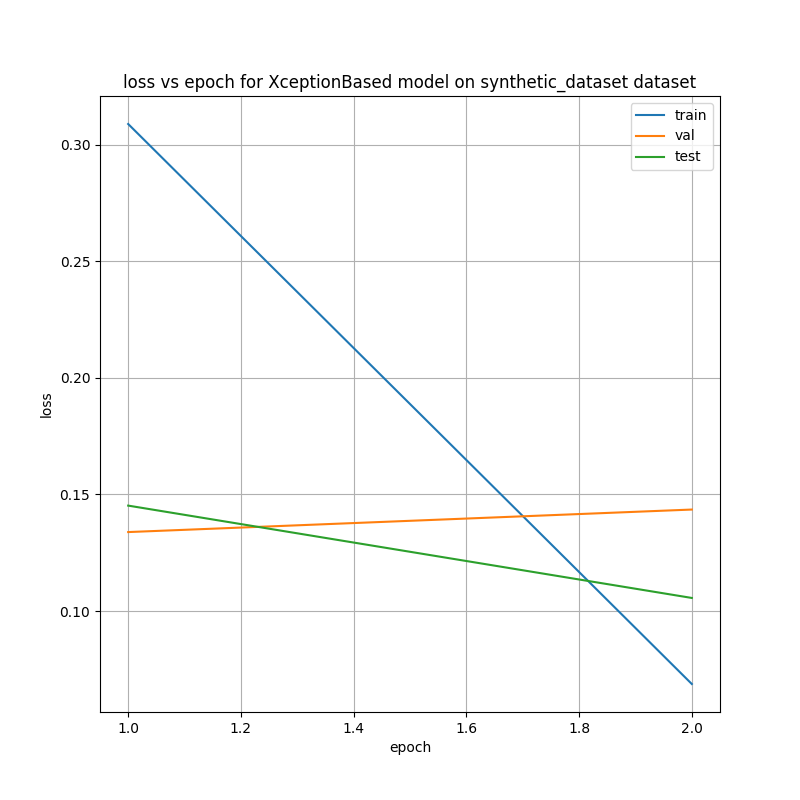 loss vs epoch for XceptionBased model on synthetic_dataset dataset
train
val
test
0.30
0.25
0.20
0.15
0.10
loss
1.0 1.2 1.4 1.6 1.8 2.0
epoch